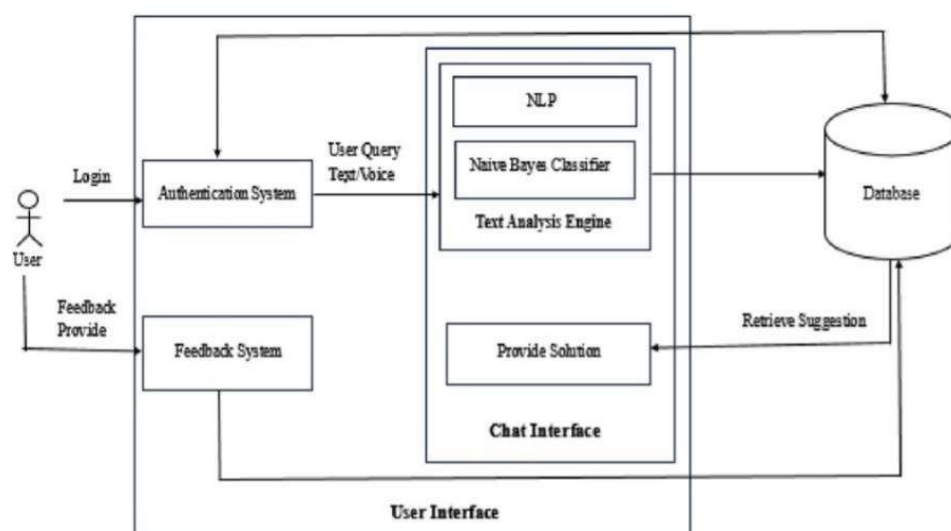 NLP
User Query
Text/Voice
Naive Bayes Classifier
Login
Authentication System
Database
Text Analysis Engine
User
Feedback
Provide
Feedback System
Provide Solution
Retrieve Suggestion
Chat Interface
User Interface